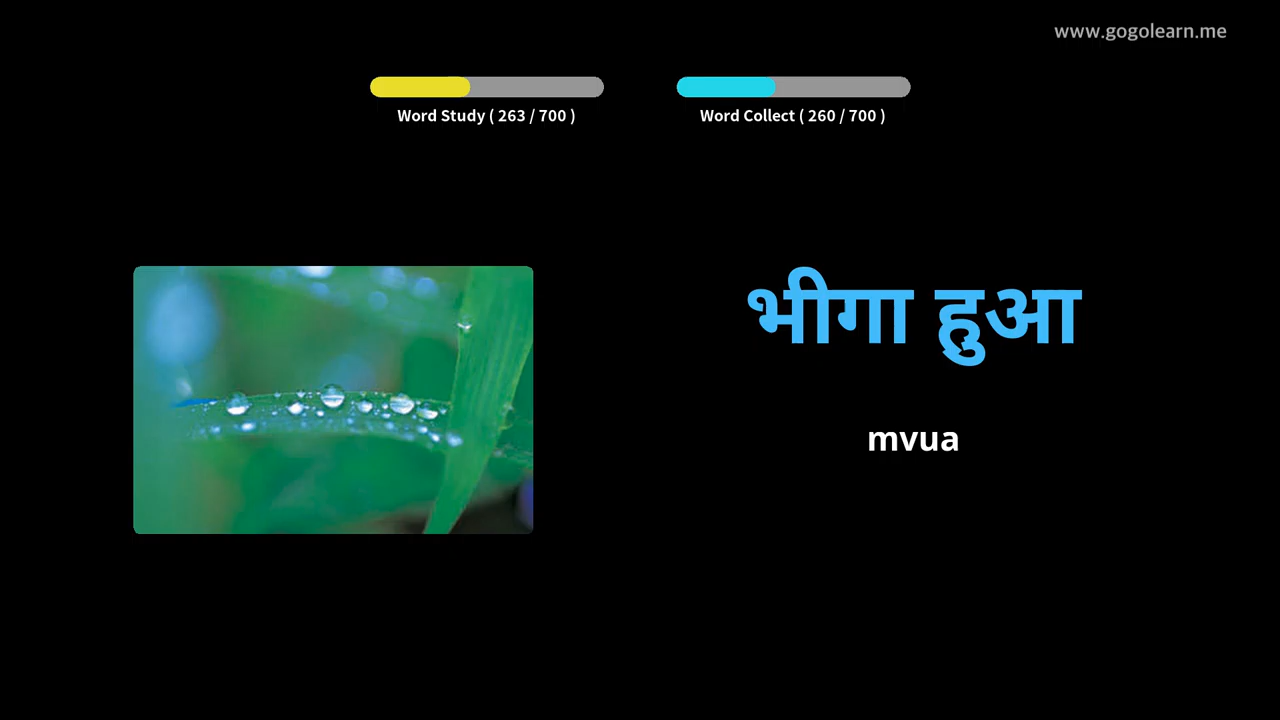 www.gogolearn.me
Word Study ( 263 / 700 )
Word Collect ( 260 / 700 )
भीगा हुआ
mvua